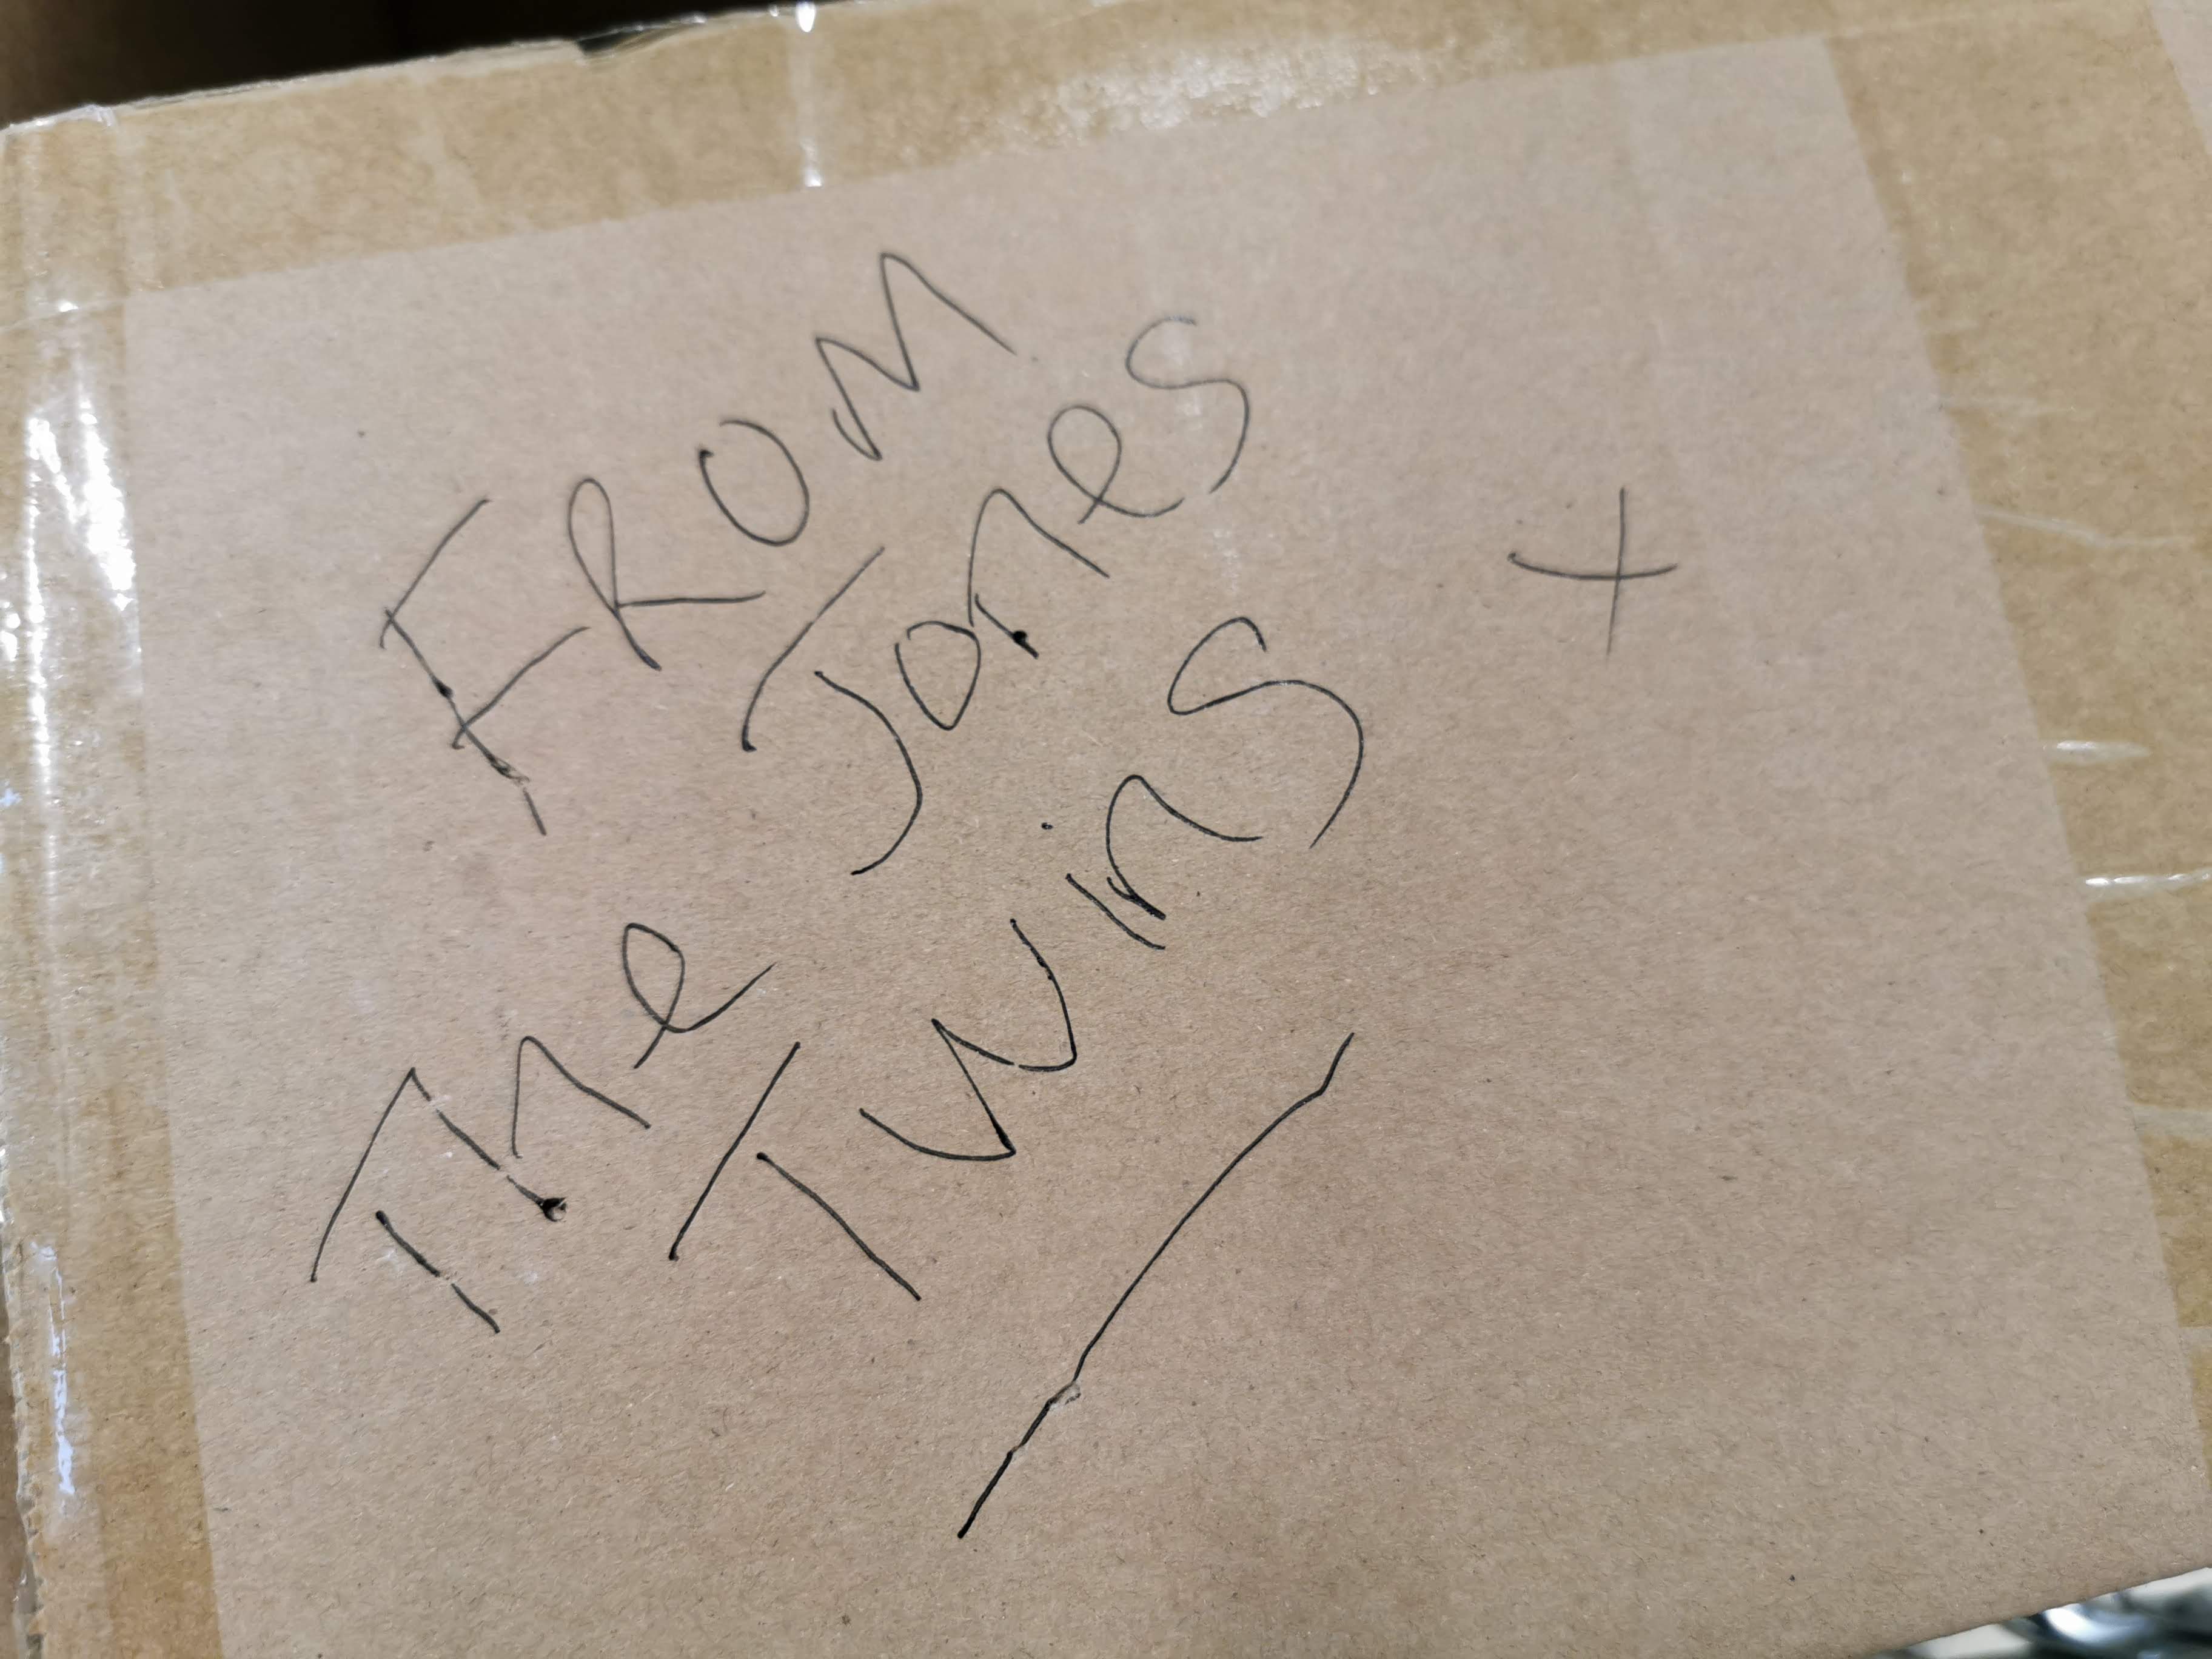 FROM
The Jones
Twins
+